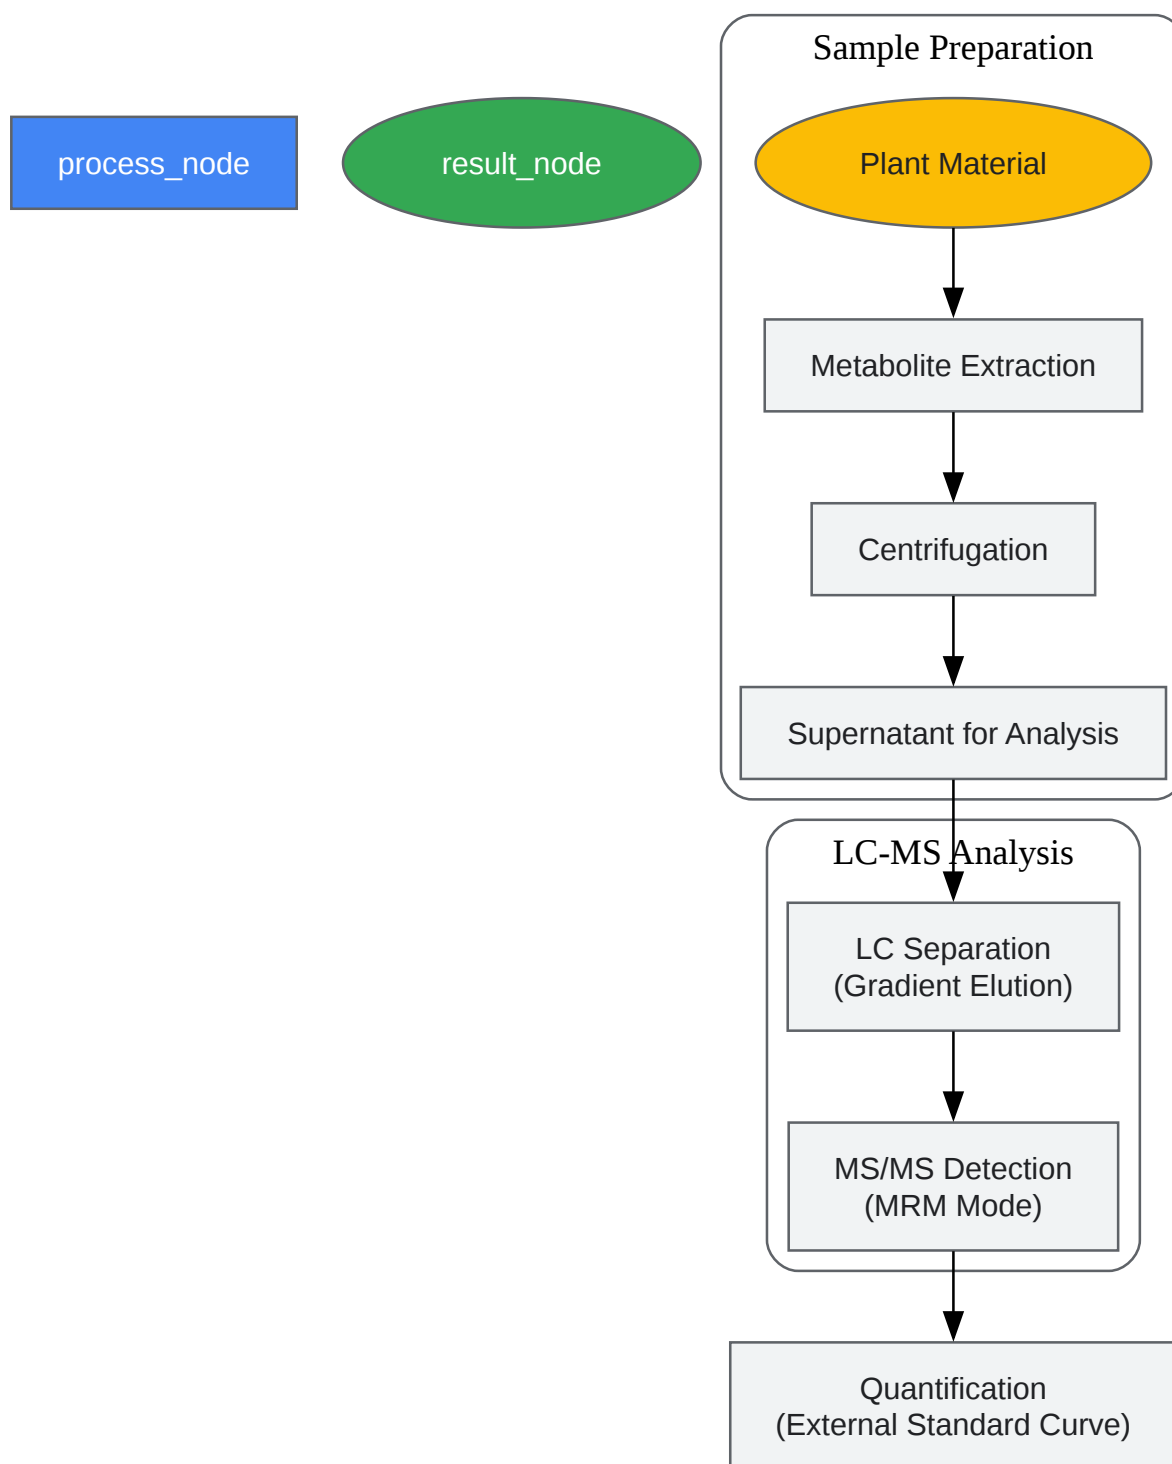 Sample Preparation
process_node
result_node
Plant Material
Metabolite Extraction
Centrifugation
Supernatant for Analysis
LC-MS Analysis
LC Separation
(Gradient Elution)
MS/MS Detection
(MRM Mode)
Quantification
(External Standard Curve)